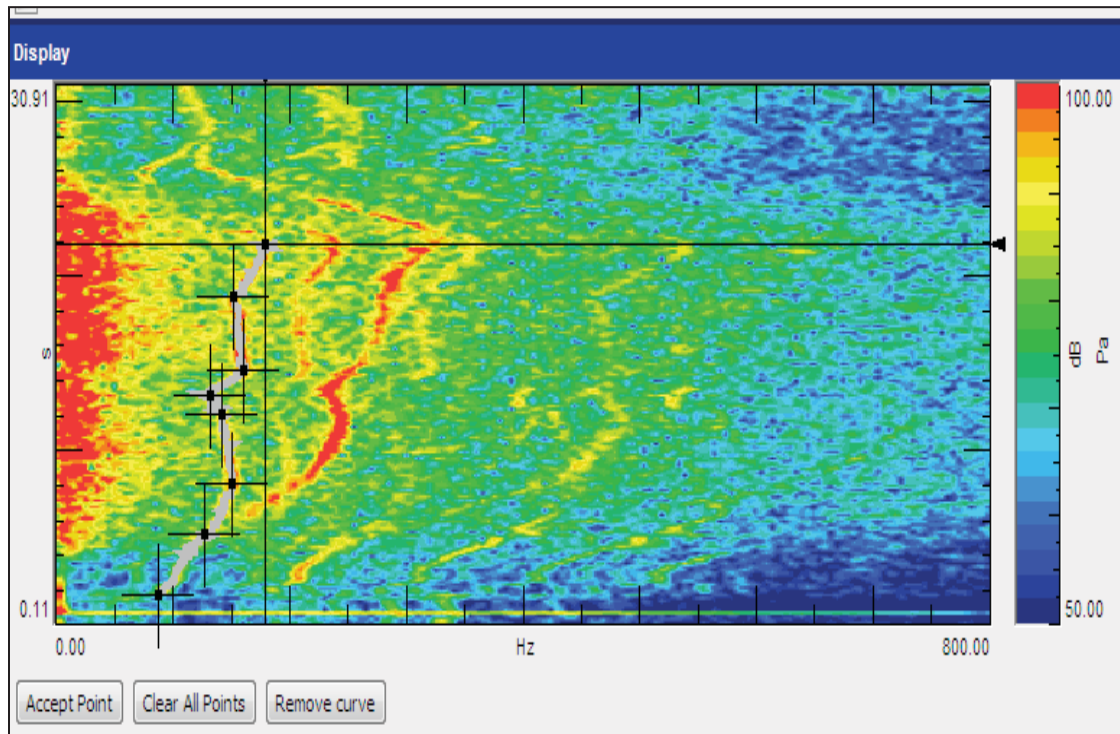 Display
30.91
100.00
s
dB
Pa
0.11
50.00
0.00
Hz
800.00
Accept Point
Clear All Points
Remove curve